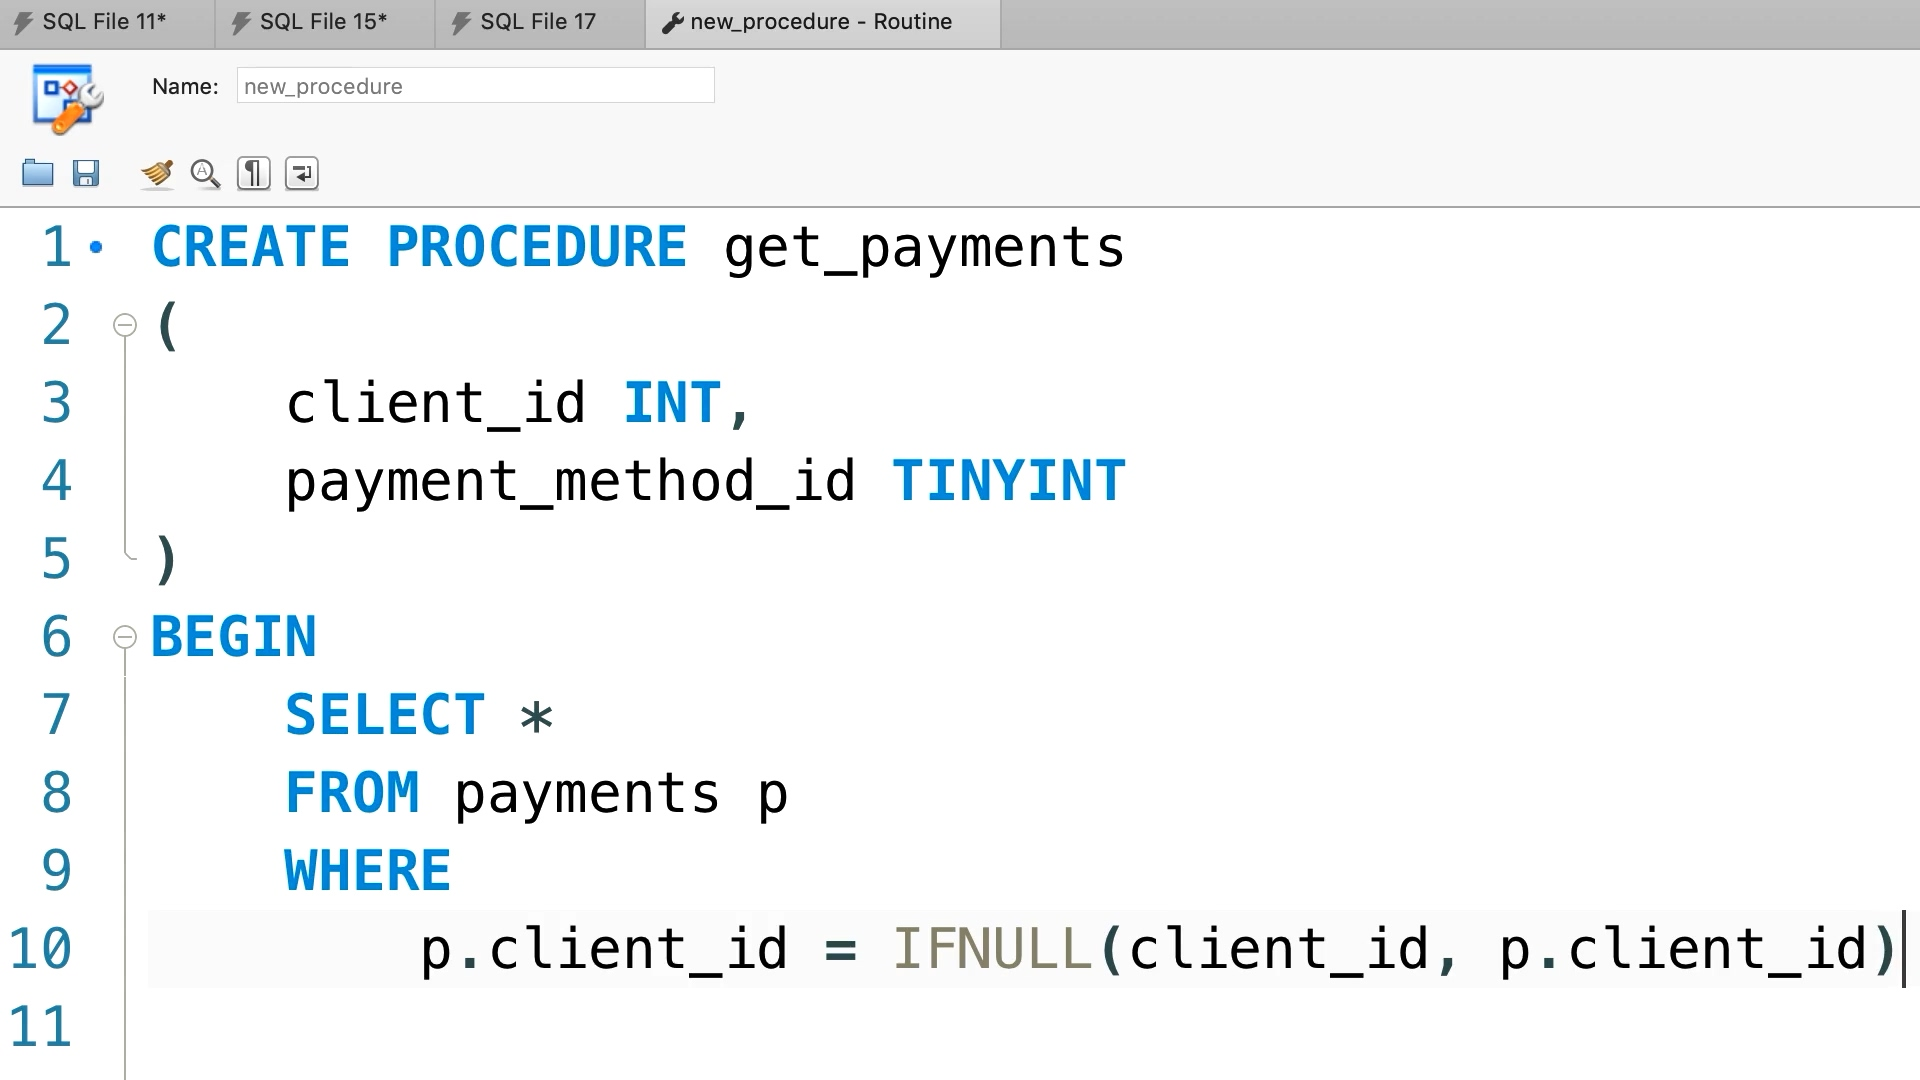 SQL File 11* SQL File 15* SQL File 17 new_procedure - Routine
Name: new_procedure
1 CREATE PROCEDURE get_payments
2 (
3 client_id INT,
4 payment_method_id TINYINT
5 )
6 BEGIN
7 SELECT *
8 FROM payments p
9 WHERE
10 p.client_id = IFNULL(client_id, p.client_id)
11